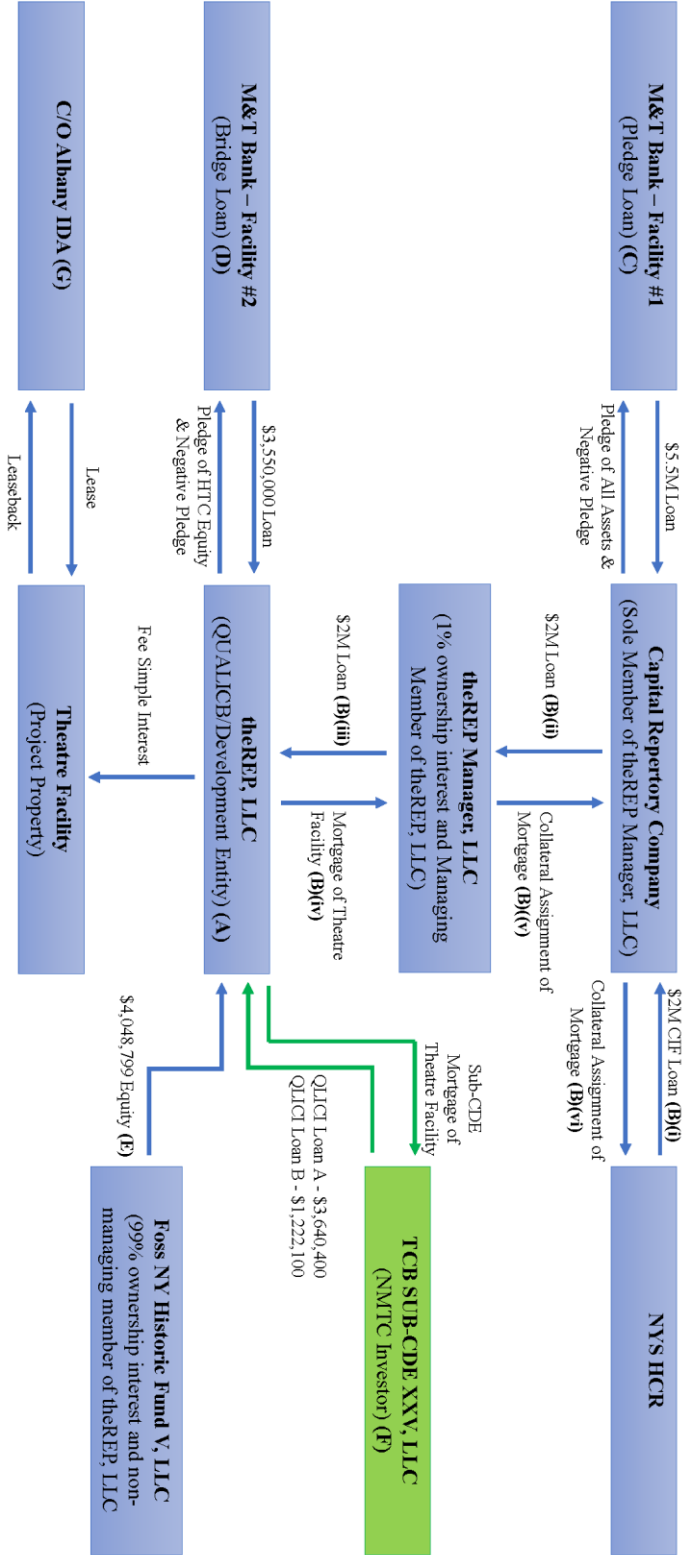 M&T Bank – Facility #1
(Pledge Loan) (C)
$5.5M Loan
Pledge of All Assets &
Negative Pledge
Capital Repertory Company
(Sole Member of theREP Manager, LLC)
$2M CIF Loan (B)(i)
Collateral Assignment of
Mortgage (B)(vi)
NYS HCR
$2M Loan (B)(ii)
Collateral Assignment of
Mortgage (B)((v)
theREP Manager, LLC
(1% ownership interest and Managing
Member of theREP, LLC)
$2M Loan (B)(iii)
Mortgage of Theatre
Facility (B)(iv)
Sub-CDE
Mortgage of
Theatre Facility
TCB SUB-CDE XXV, LLC
(NMTC Investor) (F)
QLICI Loan A - $3,640,400
QLICI Loan B - $1,222,100
M&T Bank – Facility #2
(Bridge Loan) (D)
$3,550,000 Loan
Pledge of HTC Equity
& Negative Pledge
theREP, LLC
(QUALICB/Development Entity) (A)
$4,048,799 Equity (E)
Foss NY Historic Fund V, LLC
(99% ownership interest and non-
managing member of theREP, LLC
Fee Simple Interest
C/O Albany IDA (G)
Lease
Leaseback
Theatre Facility
(Project Property)